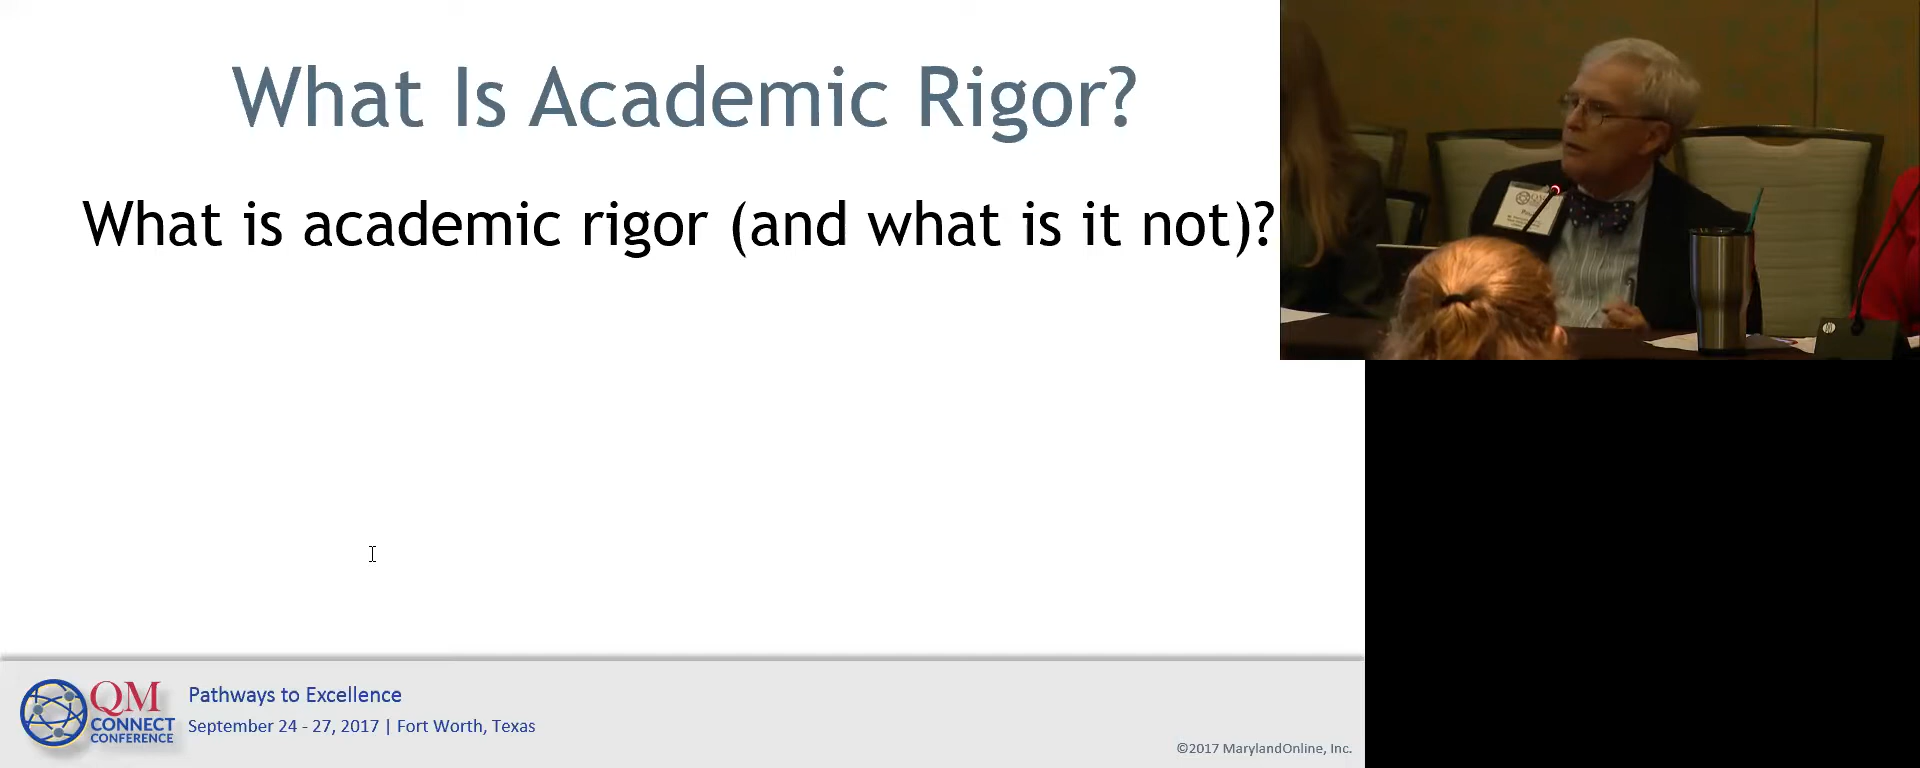 What Is Academic Rigor?
What is academic rigor (and what is it not)?
QM
CONNECT
CONFERENCE
Pathways to Excellence
September 24 - 27, 2017 | Fort Worth, Texas
©2017 MarylandOnline, Inc.